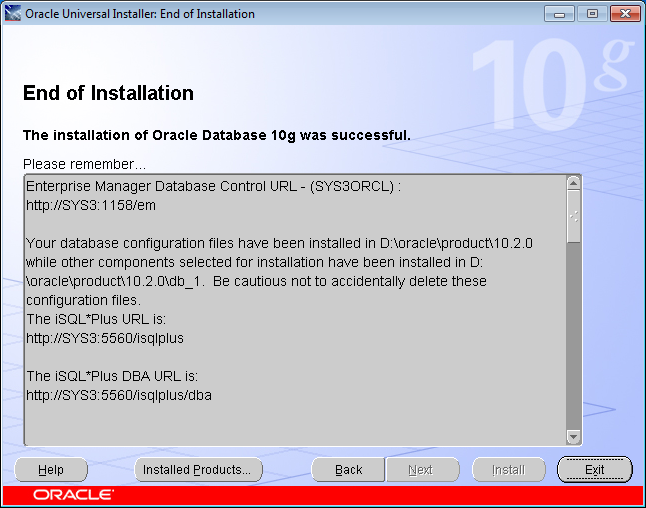 Oracle Universal Installer: End of Installation
10g
End of Installation
The installation of Oracle Database 10g was successful.
Please remember...
Enterprise Manager Database Control URL - (SYS3ORCL) :
http://SYS3:1158/em
Your database configuration files have been installed in D:\oracle\product\10.2.0
while other components selected for installation have been installed in D:
\oracle\product\10.2.0\db_1.  Be cautious not to accidentally delete these
configuration files.
The iSQL*Plus URL is:
http://SYS3:5560/isqlplus
The iSQL*Plus DBA URL is:
http://SYS3:5560/isqlplus/dba
Help Installed Products... Back Next Install Exit
ORACLE